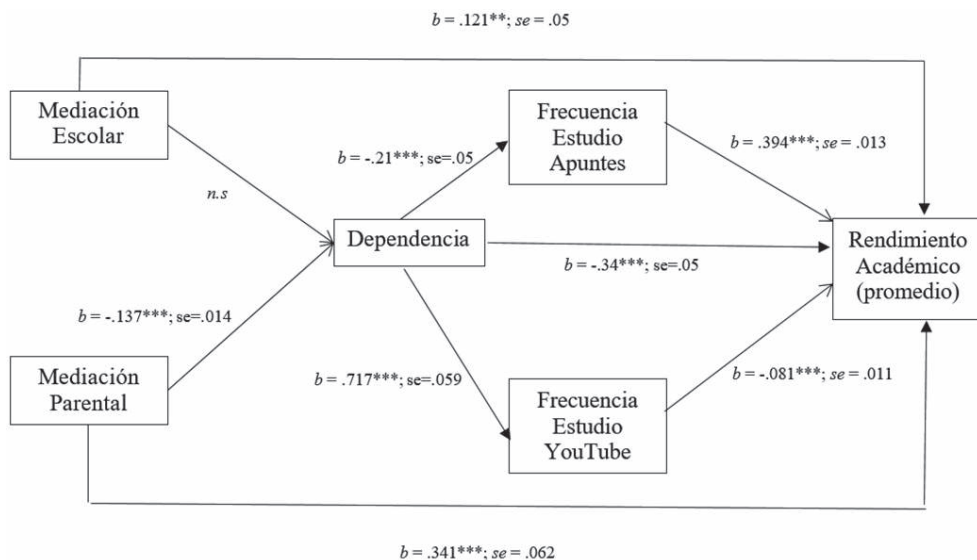 b = .121**; se = .05
Mediación
Escolar
Frecuencia
Estudio
Apuntes
b = -.21***; se=.05
b = .394***; se = .013
n.s
Dependencia
Rendimiento
Académico
(promedio)
b = -.34***; se=.05
b = -.137***; se=.014
Mediación
Parental
b = .717***; se=.059
b = -.081***; se = .011
Frecuencia
Estudio
YouTube
b = .341***; se = .062